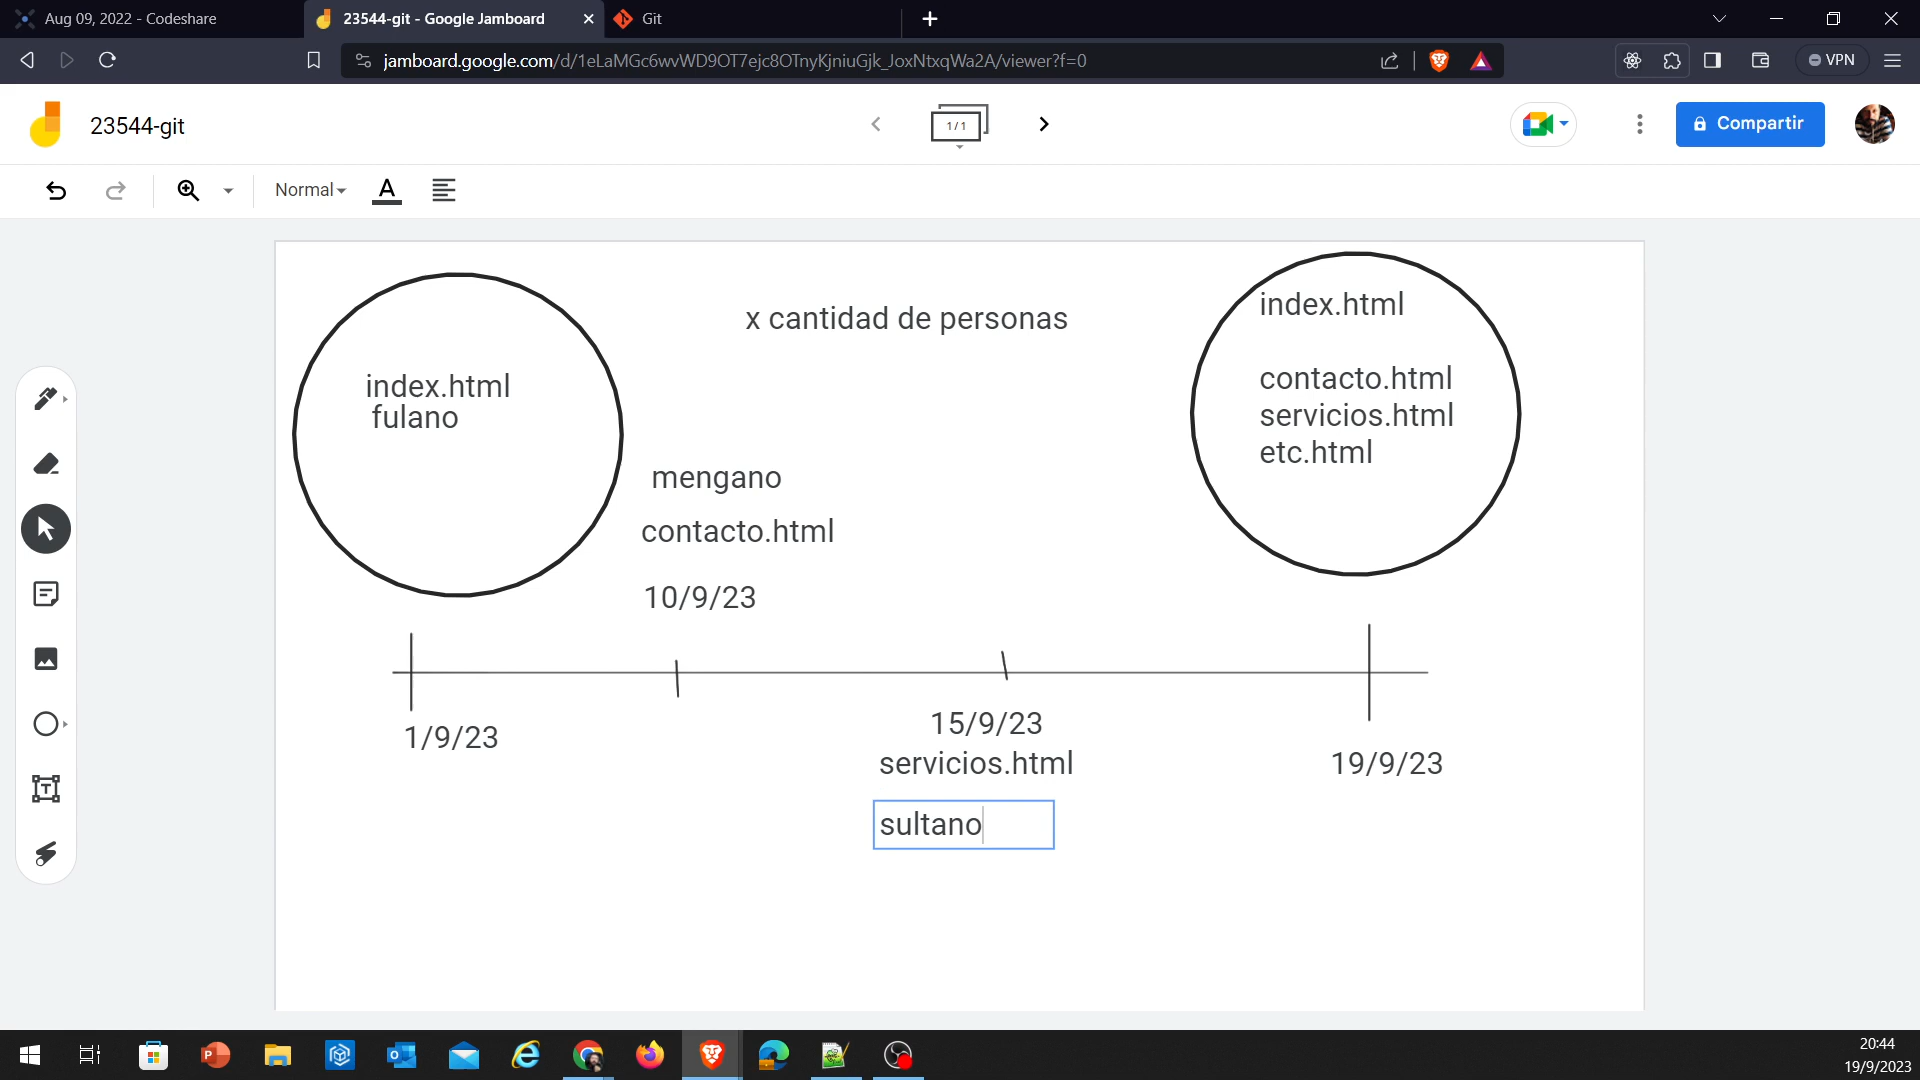 Aug 09, 2022 - Codeshare
23544-git - Google Jamboard
Git
jamboard.google.com/d/1eLaMGc6wvWD9OT7ejc8OTnyKjniuGjk_JoxNtxqWa2A/viewer?f=0
VPN
23544-git
1/1
Compartir
Normal
x cantidad de personas
index.html
fulano
index.html
contacto.html
servicios.html
etc.html
mengano
contacto.html
10/9/23
1/9/23
15/9/23
servicios.html
19/9/23
sultano
20:44
19/9/2023